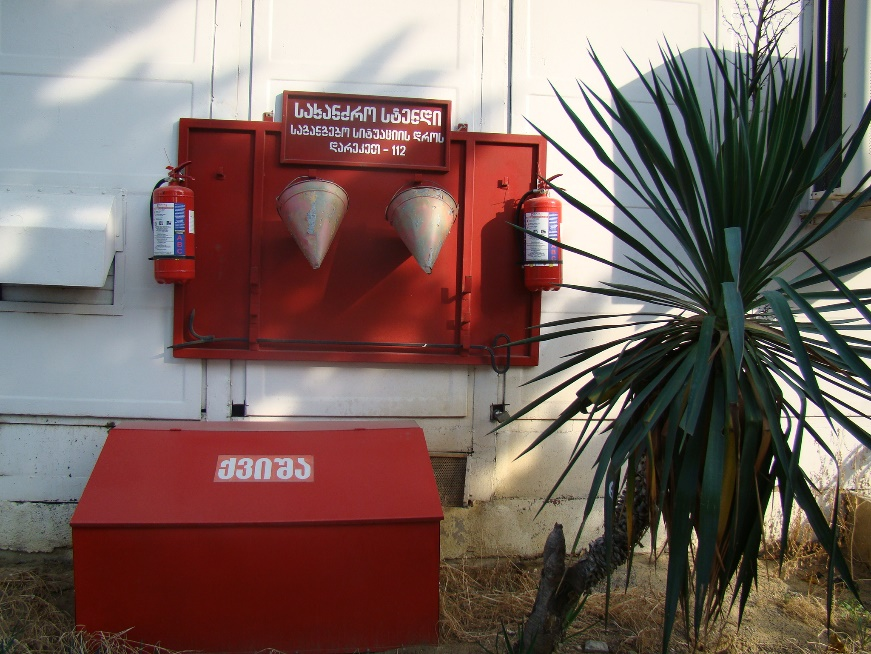 სახანძრო სტენდი
საგანგებო სიტუაციის დროს
დარეკეთ - 112
ქვიშა